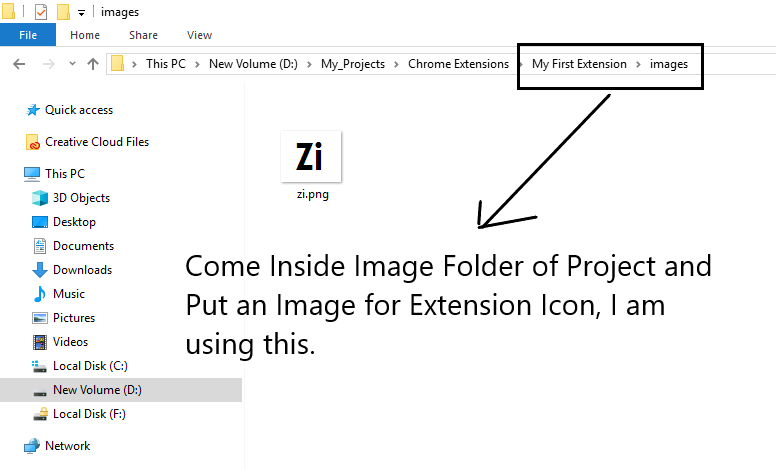 images
File Home Share View
This PC New Volume (D:) My_Projects Chrome Extensions My First Extension images
Quick access
Creative Cloud Files
This PC
3D Objects
Desktop
Documents
Downloads
Music
Pictures
Videos
Local Disk (C:)
New Volume (D:)
Local Disk (F:)
Network
Zi
zi.png
Come Inside Image Folder of Project and
Put an Image for Extension Icon, I am
using this.